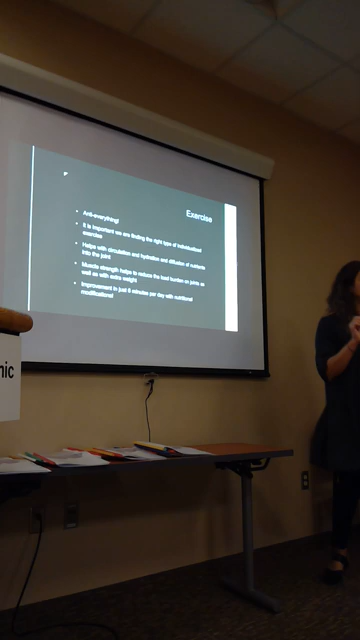 Exercise
• Anti-everything!
• It is important we are finding the right type of individualized
exercise
• Helps with circulation and hydration and diffusion of nutrients
into the joint
• Muscle strength helps to reduce the load burden on joints as
well as with extra weight
• Improvement in just 6 minutes per day with nutritional
modifications!
nic